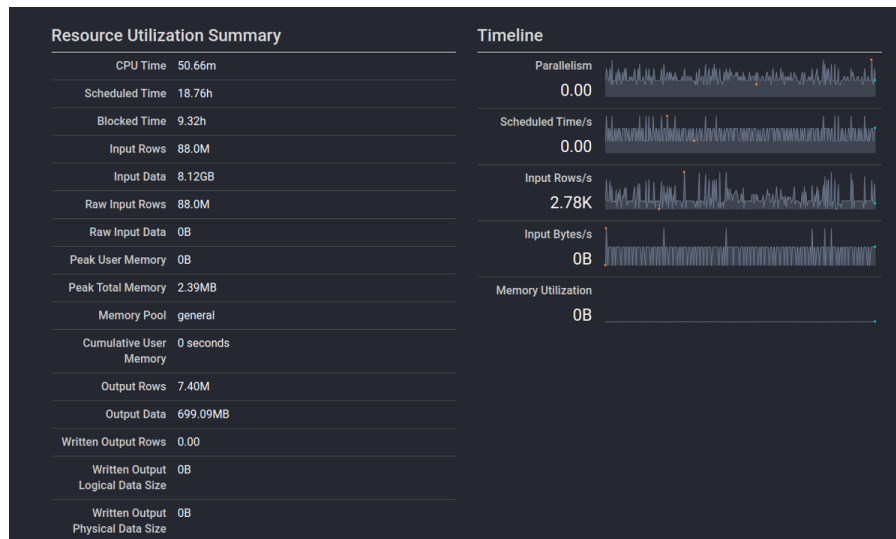 Resource Utilization Summary
CPU Time 50.66m
Scheduled Time 18.76h
Blocked Time 9.32h
Input Rows 88.0M
Input Data 8.12GB
Raw Input Rows 88.0M
Raw Input Data 0B
Peak User Memory 0B
Peak Total Memory 2.39MB
Memory Pool general
Cumulative User 0 seconds
Memory
Output Rows 7.40M
Output Data 699.09MB
Written Output Rows 0.00
Written Output 0B
Logical Data Size
Written Output 0B
Physical Data Size
Timeline
Parallelism
0.00
Scheduled Time/s
0.00
Input Rows/s
2.78K
Input Bytes/s
0B
Memory Utilization
0B